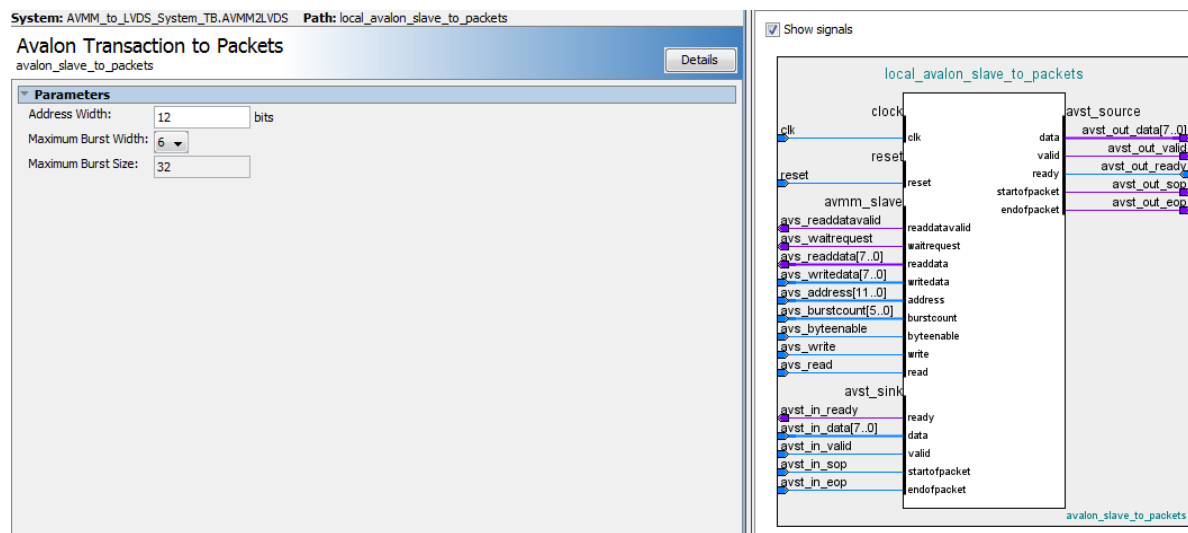 System: AVMM_to_LVDS_System_TB.AVMM2LVDS Path: local_avalon_slave_to_packets
Avalon Transaction to Packets
avalon_slave_to_packets
Details
Parameters
Address Width: 12 bits
Maximum Burst Width: 6
Maximum Burst Size: 32
Show signals
local_avalon_slave_to_packets
clock
clk
clk
reset
reset
reset
avmm_slave
avs_readdatavalid
readdatavalid
avs_waitrequest
waitrequest
avs_readdata[7..0]
readdata
avs_writedata[7..0]
writedata
avs_address[11..0]
address
avs_burstcount[5..0]
burstcount
avs_byteenable
byteenable
avs_write
write
avs_read
read
avst_sink
avst_in_ready
ready
avst_in_data[7..0]
data
avst_in_valid
valid
avst_in_sop
startofpacket
avst_in_eop
endofpacket
avst_source
data
avst_out_data[7..0]
valid
avst_out_valid
ready
avst_out_ready
startofpacket
avst_out_sop
endofpacket
avst_out_eop
avalon_slave_to_packets